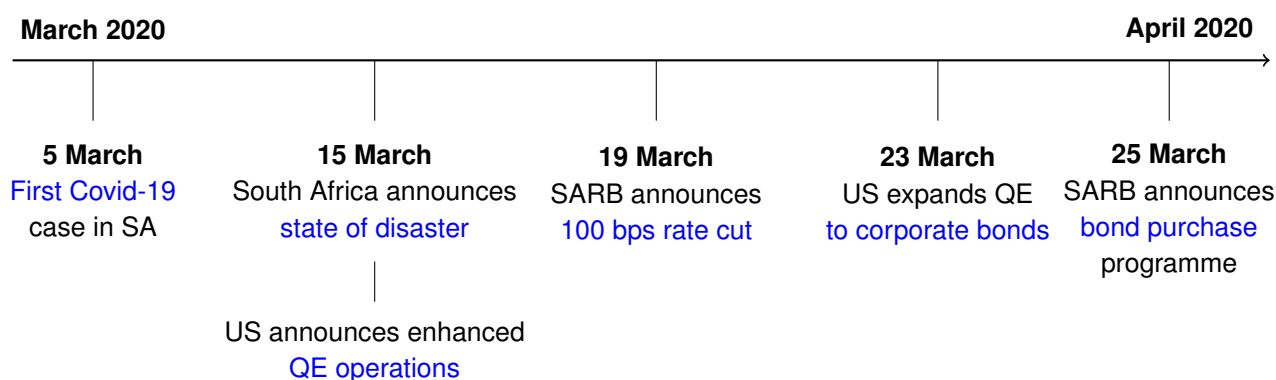 March 2020
April 2020
5 March
First Covid-19
case in SA
15 March
South Africa announces
state of disaster
US announces enhanced
QE operations
19 March
SARB announces
100 bps rate cut
23 March
US expands QE
to corporate bonds
25 March
SARB announces
bond purchase
programme